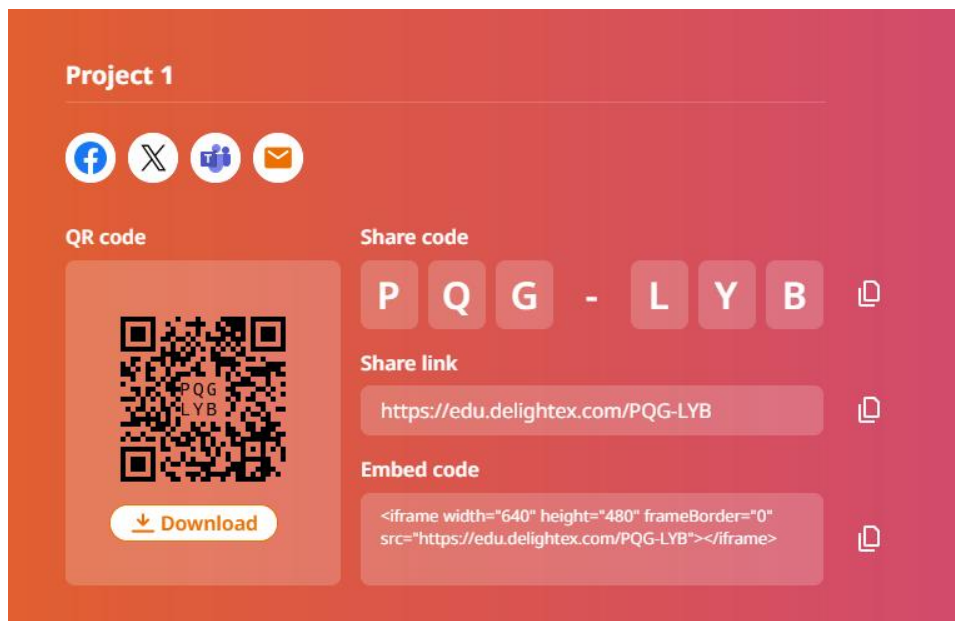 Project 1
QR code
Share code
PQG
LYB
P Q G - L Y B
Share link
https://edu.delightex.com/PQG-LYB
Embed code
<iframe width="640" height="480" frameBorder="0"
src="https://edu.delightex.com/PQG-LYB"></iframe>
Download